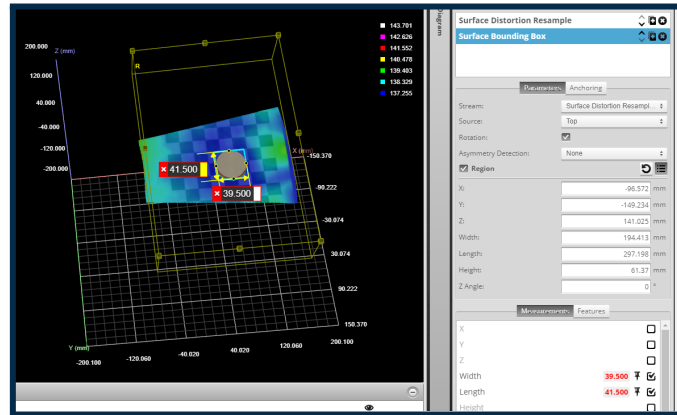 200.000 Z (mm)
120.000
40.000
-40.000
-120.000
-200.000
R
143.701
142.626
141.552
140.478
139.403
138.329
137.255
× 41.500
× 39.500
X (mm)
-150.370
-90.222
-30.074
30.074
90.222
150.370
Y (mm)
-200.100
-120.060
-40.020
40.020
120.060
200.100
Diagram
Surface Distortion Resample
Surface Bounding Box
Parameters Anchoring
Stream: Surface Distortion Resampl...
Source: Top
Rotation:
Asymmetry Detection: None
Region
X: -96.572 mm
Y: -149.234 mm
Z: 141.025 mm
Width: 194.413 mm
Length: 297.198 mm
Height: 61.37 mm
Z Angle: 0 °
Measurements Features
X
Y
Z
Width 39.500
Length 41.500
Height